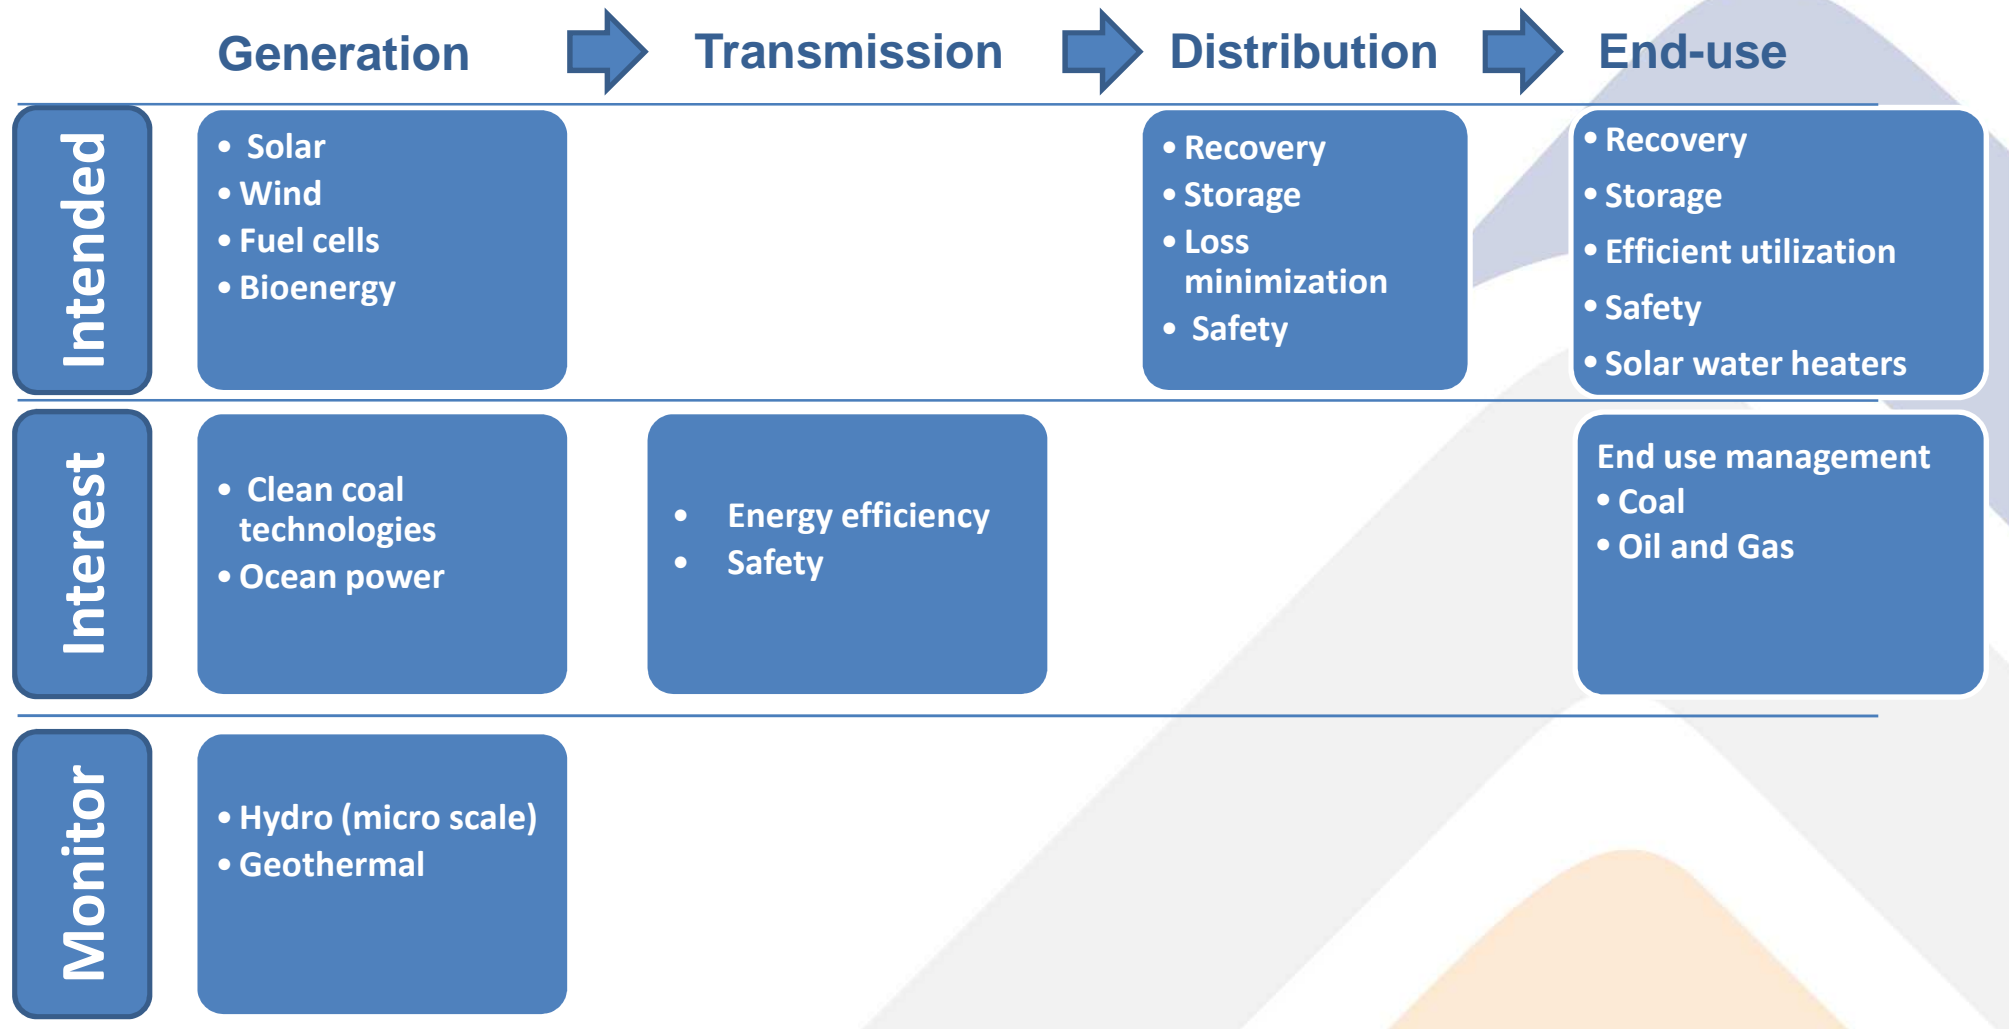 Generation
Transmission
Distribution
End-use
Intended
• Solar
• Wind
• Fuel cells
• Bioenergy
• Recovery
• Storage
• Loss
minimization
• Safety
• Recovery
• Storage
• Efficient utilization
• Safety
• Solar water heaters
Interest
• Clean coal
technologies
• Ocean power
• Energy efficiency
• Safety
End use management
• Coal
• Oil and Gas
Monitor
• Hydro (micro scale)
• Geothermal